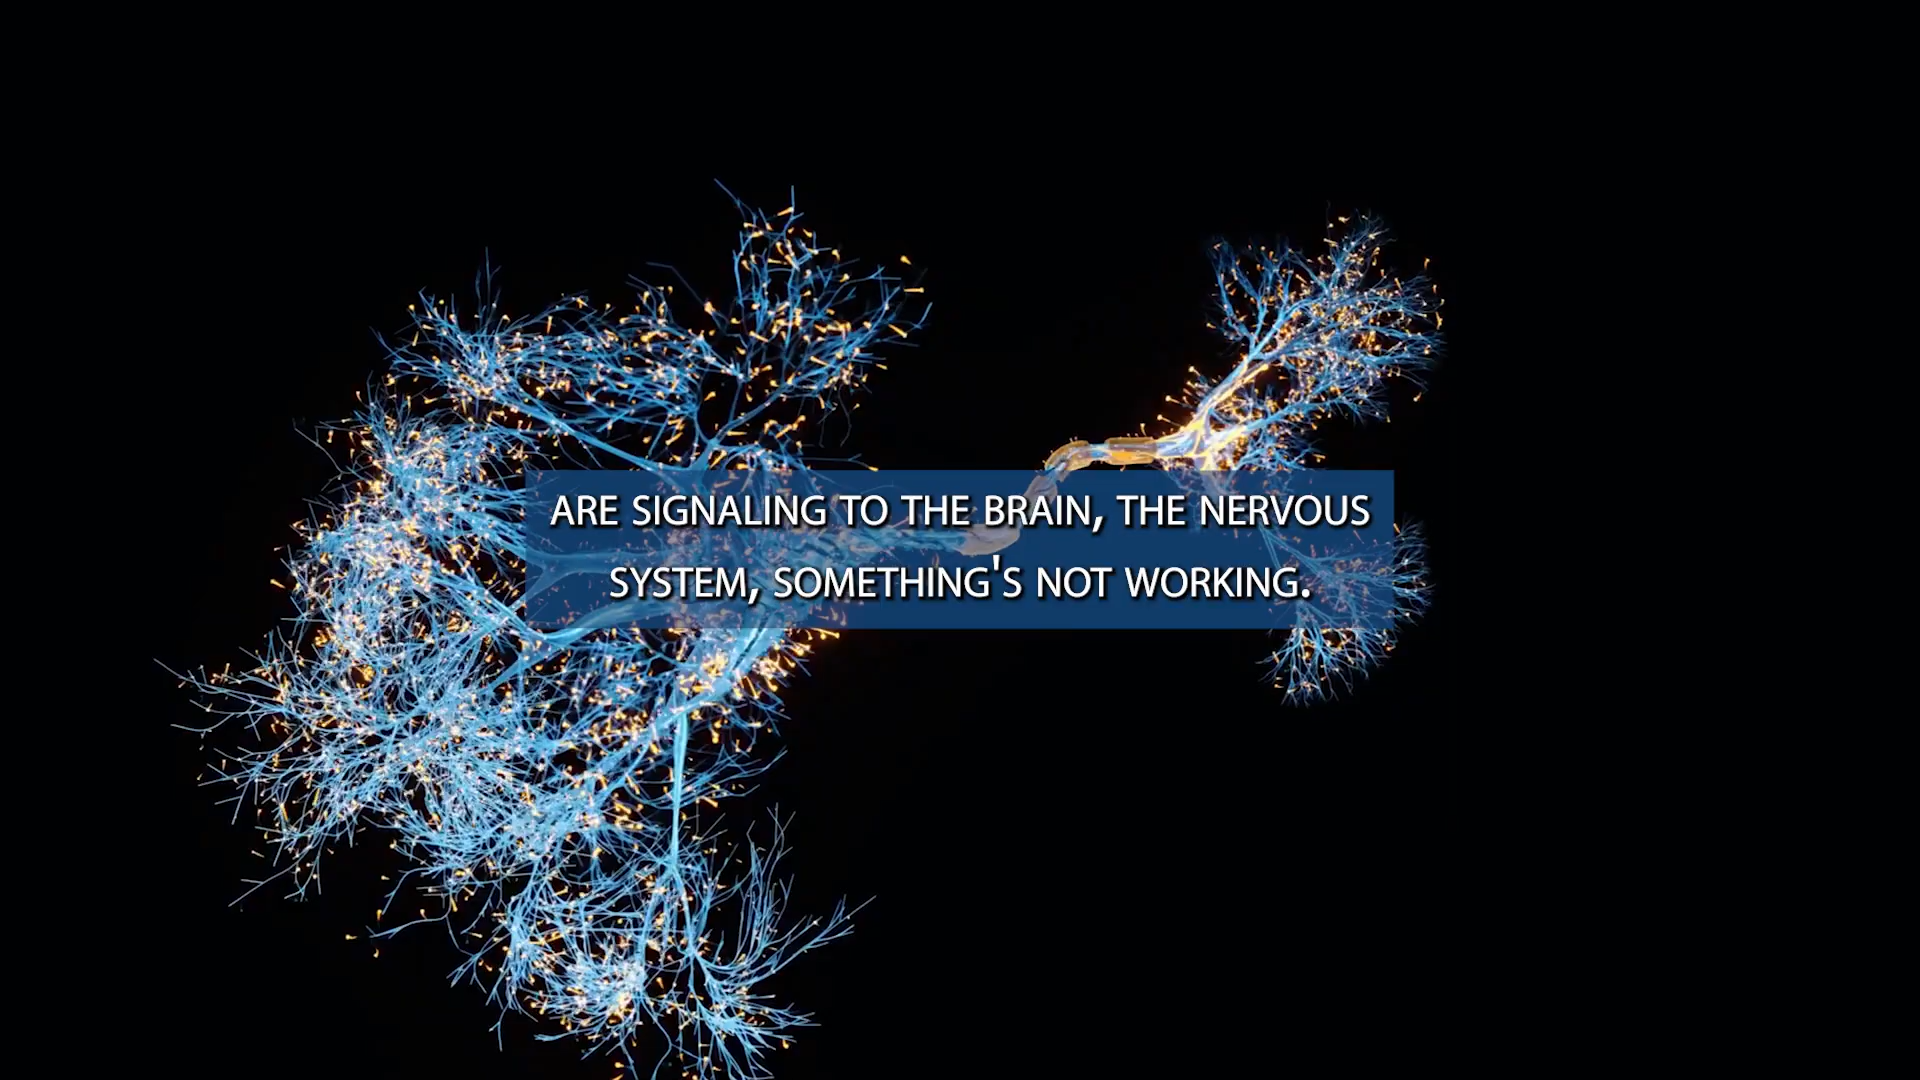 ARE SIGNALING TO THE BRAIN, THE NERVOUS
SYSTEM, SOMETHING'S NOT WORKING.